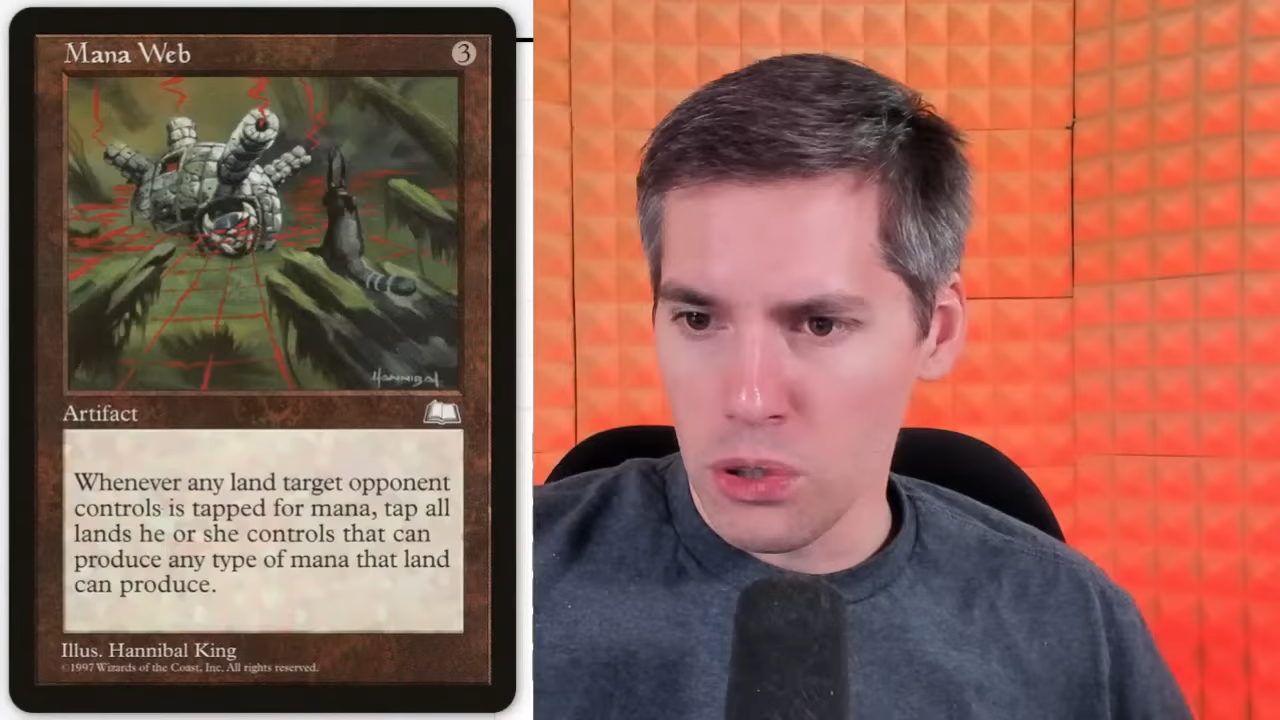 Mana Web
3
HANNIBAL
Artifact
Whenever any land target opponent
controls is tapped for mana, tap all
lands he or she controls that can
produce any type of mana that land
can produce.
Illus. Hannibal King
©1997 Wizards of the Coast, Inc. All rights reserved.